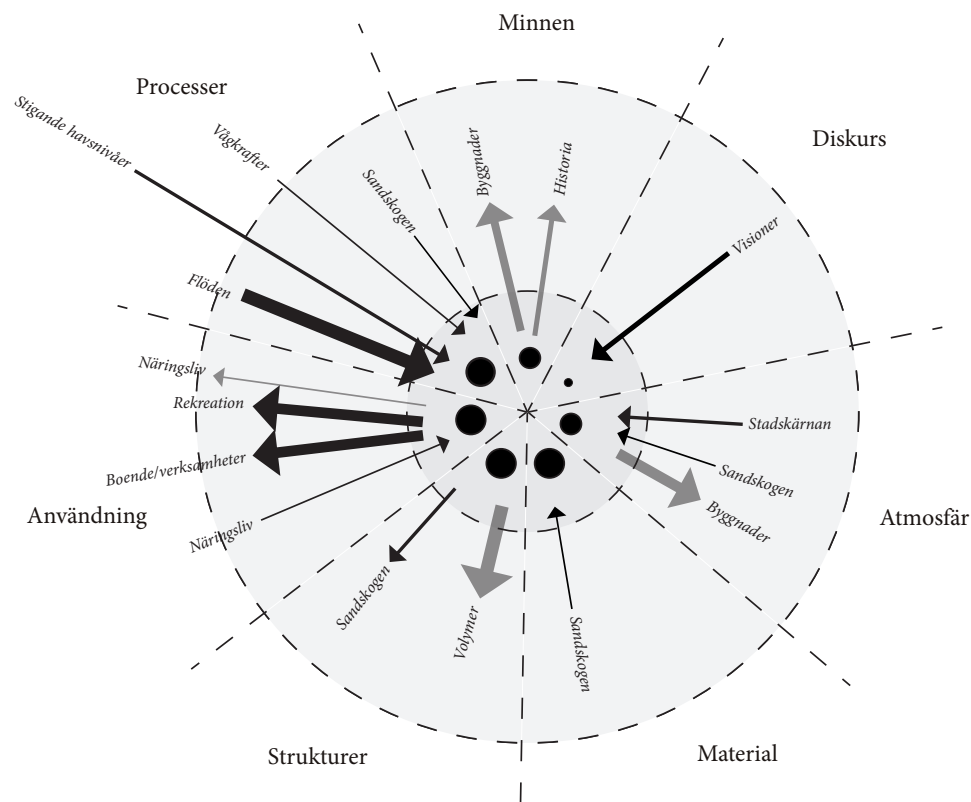 Minnen
Processer
Stigande havsnivåer
Vågkrafter
Sandskogen
Byggnader
Historia
Diskurs
Visioner
Flöden
Näringsliv
Rekreation
Boende/verksamheter
Stadskärnan
Sandskogen
Byggnader
Användning
Näringsliv
Atmosfär
Sandskogen
Volymer
Sandskogen
Strukturer
Material